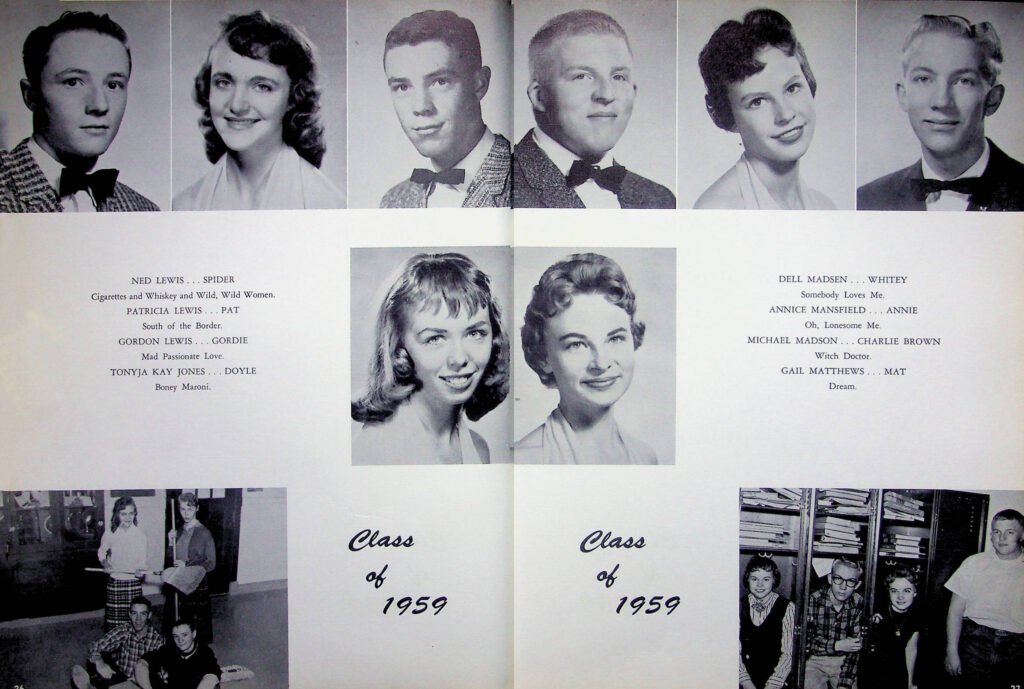 NED LEWIS . . . SPIDER
Cigarettes and Whiskey and Wild, Wild Women.
PATRICIA LEWIS . . . PAT
South of the Border.
GORDON LEWIS . . . GORDIE
Mad Passionate Love.
TONYJA KAY JONES . . . DOYLE
Boney Maroni.
DELL MADSEN . . . WHITEY
Somebody Loves Me.
ANNICE MANSFIELD . . . ANNIE
Oh, Lonesome Me.
MICHAEL MADSON . . . CHARLIE BROWN
Witch Doctor.
GAIL MATTHEWS . . . MAT
Dream.
Class
of
1959
Class
of
1959
26
27